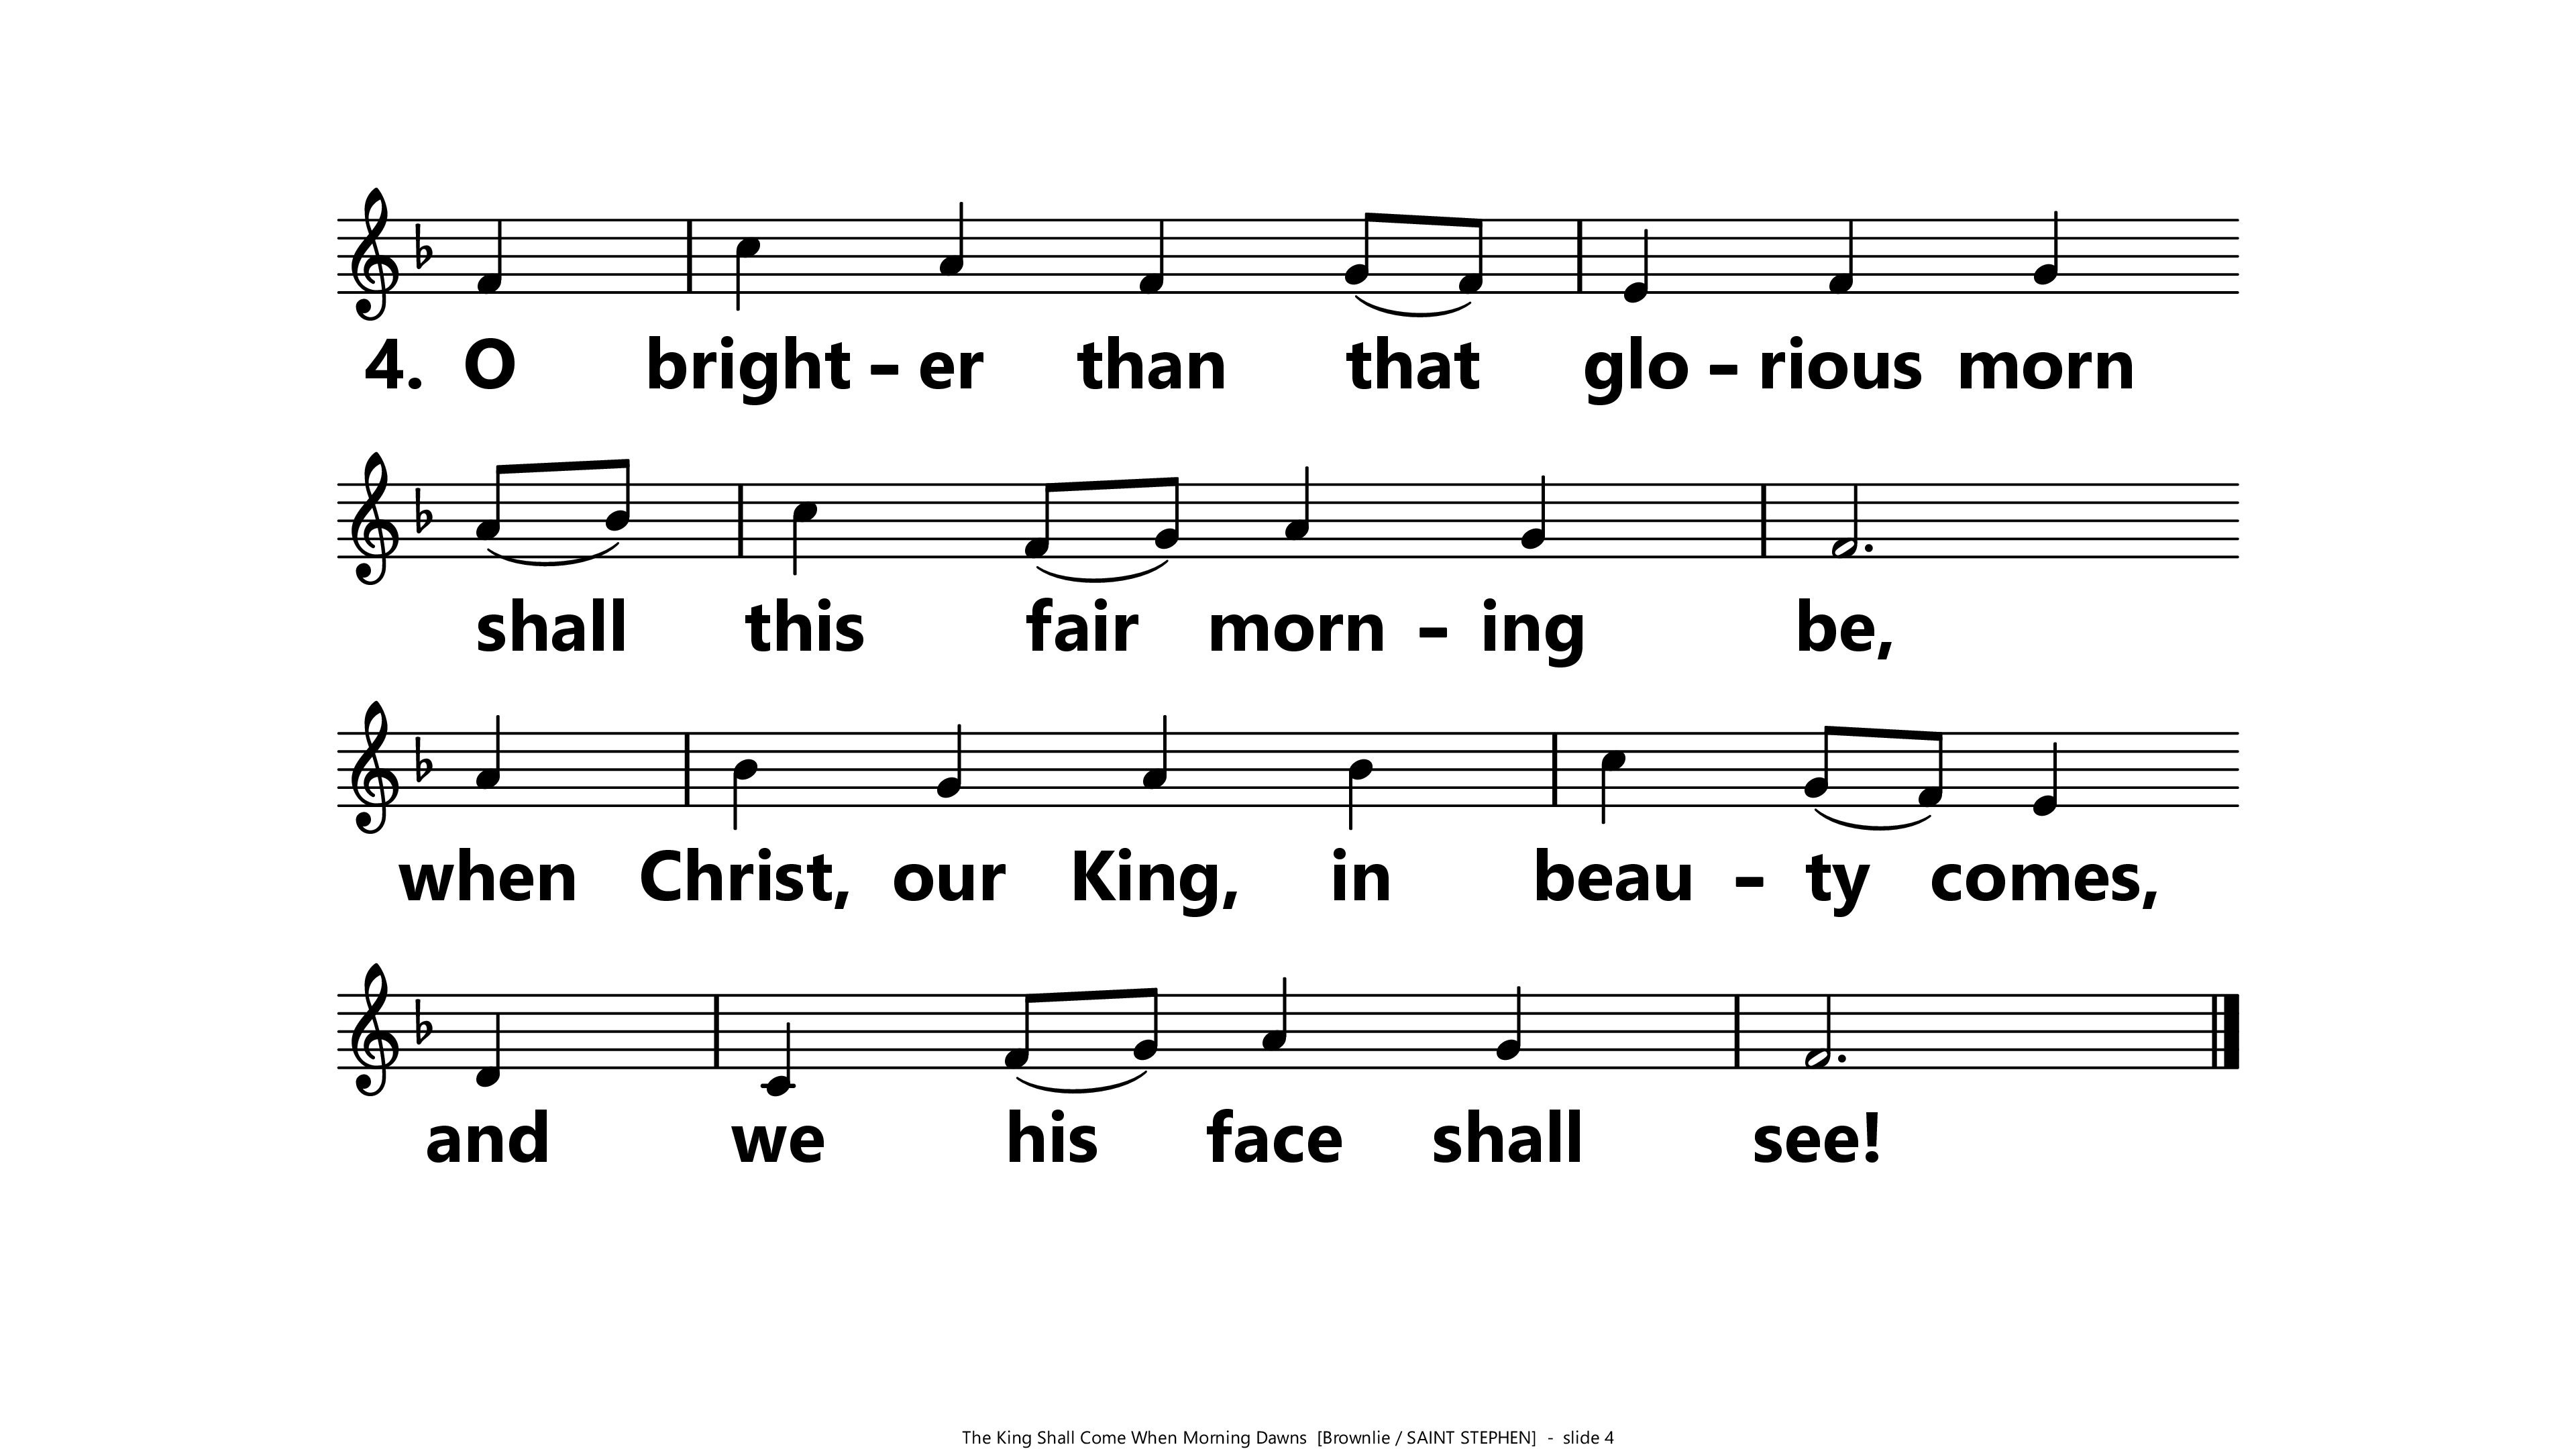 4. O bright – er than that glo – rious morn
shall this fair morn – ing be,
when Christ, our King, in beau – ty comes,
and we his face shall see!
The King Shall Come When Morning Dawns [Brownlie / SAINT STEPHEN] - slide 4